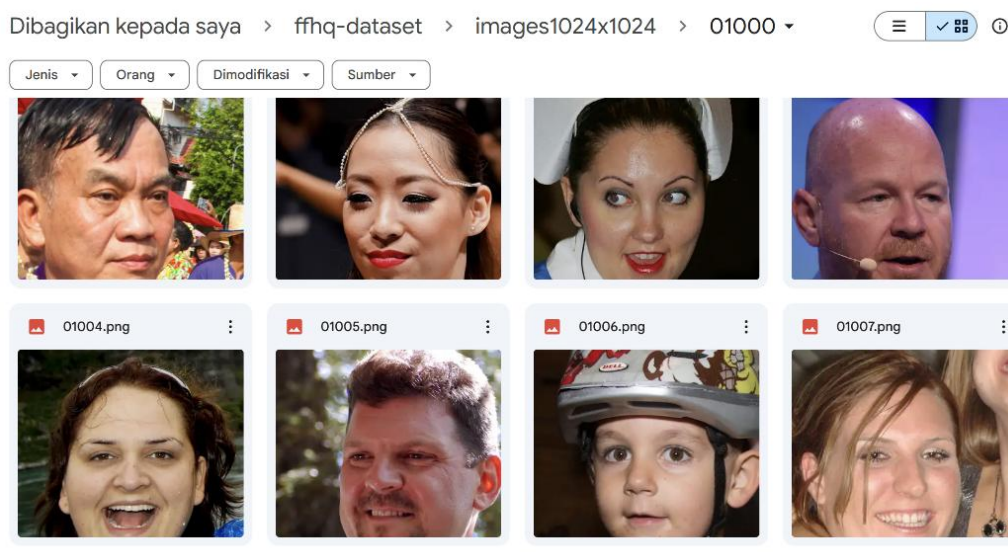 Dibagikan kepada saya > ffhq-dataset > images1024x1024 > 01000
Jenis Orang Dimodifikasi Sumber
01004.png 01005.png 01006.png 01007.png
BELL